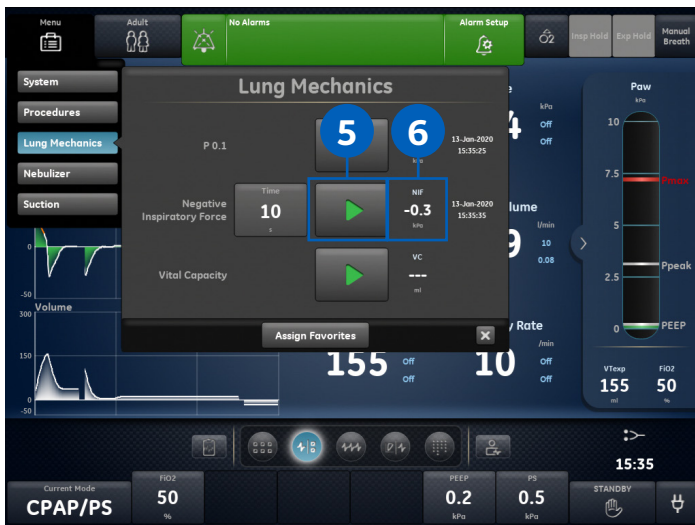 Menu
Adult
No Alarms
Alarm Setup
O2
Insp Hold
Exp Hold
Manual Breath
System
Procedures
Lung Mechanics
Nebulizer
Suction
Lung Mechanics
P 0.1
5
6
13-Jan-2020
15:35:25
Negative
Inspiratory Force
Time
10
s
NIF
-0.3
kPa
13-Jan-2020
15:35:35
Vital Capacity
VC
---
ml
Assign Favorites
kPa
Off
Off
l/min
10
0.08
Rate
/min
155
Off
Off
10
Off
Off
0
-50
Volume
300
150
0
-50
Paw
kPa
10
7.5
Pmax
5
Ppeak
2.5
0
PEEP
VTexp
155
ml
FiO2
50
%
15:35
Current Mode
CPAP/PS
FiO2
50
%
PEEP
0.2
kPa
PS
0.5
kPa
STANDBY